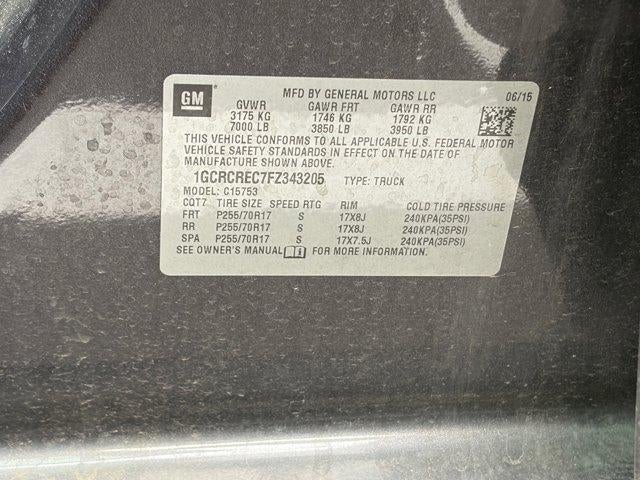 GM MFD BY GENERAL MOTORS LLC 06/15
GVWR GAWR FRT GAWR RR
3175 KG 1746 KG 1792 KG
7000 LB 3850 LB 3950 LB
THIS VEHICLE CONFORMS TO ALL APPLICABLE U.S. FEDERAL MOTOR
VEHICLE SAFETY STANDARDS IN EFFECT ON THE DATE OF
MANUFACTURE SHOWN ABOVE.
1GCRCREC7FZ343205 TYPE: TRUCK
MODEL: C15753
CQT7 TIRE SIZE SPEED RTG RIM COLD TIRE PRESSURE
FRT P255/70R17 S 17X8J 240KPA(35PSI)
RR P255/70R17 S 17X8J 240KPA(35PSI)
SPA P255/70R17 S 17X7.5J 240KPA(35PSI)
SEE OWNER'S MANUAL FOR MORE INFORMATION.